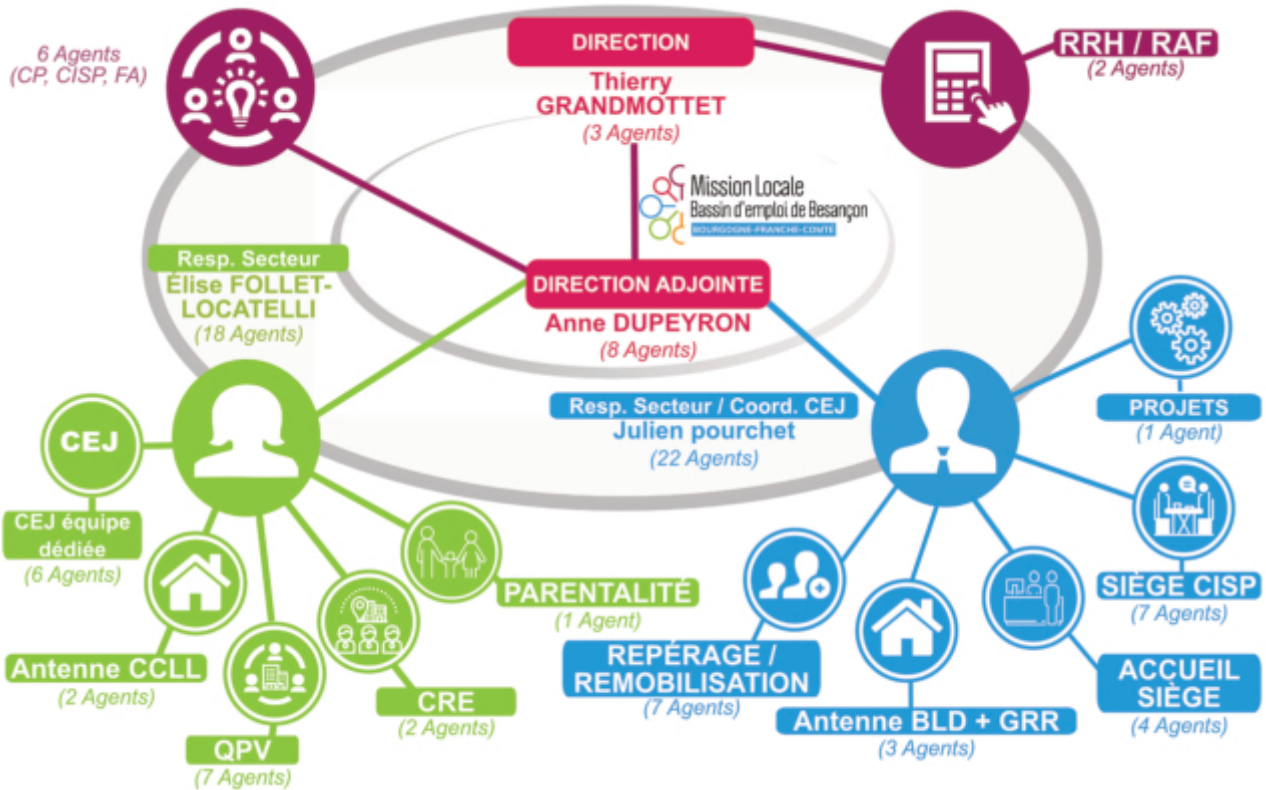 6 Agents
(CP, CISP, FA)
DIRECTION
Thierry
GRANDMOTTET
(3 Agents)
RRH / RAF
(2 Agents)
Mission Locale
Bassin d'emploi de Besançon
BOURGOGNE-FRANCHE-COMTÉ
Resp. Secteur
Élise FOLLET-
LOCATELLI
(18 Agents)
DIRECTION ADJOINTE
Anne DUPEYRON
(8 Agents)
Resp. Secteur / Coord. CEJ
Julien pourchet
(22 Agents)
PROJETS
(1 Agent)
CEJ
CEJ équipe
dédiée
(6 Agents)
Antenne CCLL
(2 Agents)
QPV
(7 Agents)
CRE
(2 Agents)
PARENTALITÉ
(1 Agent)
REPÉRAGE /
REMOBILISATION
(7 Agents)
Antenne BLD + GRR
(3 Agents)
ACCUEIL
SIÈGE
(4 Agents)
SIÈGE CISP
(7 Agents)